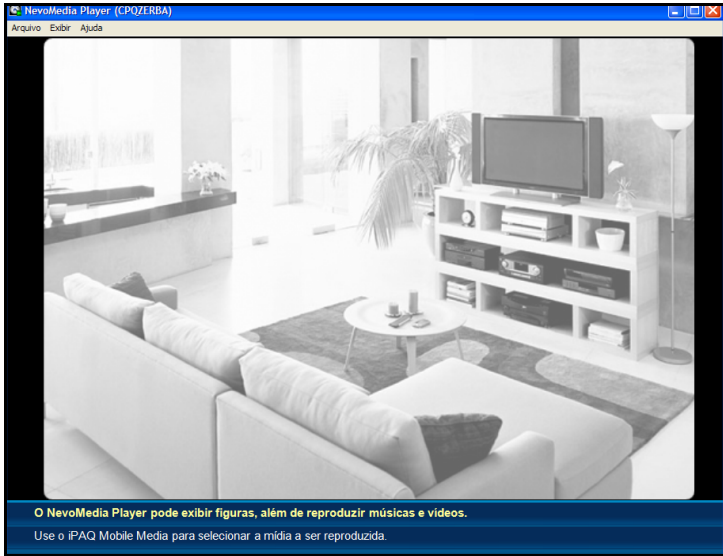 NevoMedia Player (CPQZERBA)
Arquivo Exibir Ajuda
O NevoMedia Player pode exibir figuras, além de reproduzir músicas e videos.
Use o iPAQ Mobile Media para selecionar a mídia a ser reproduzida.